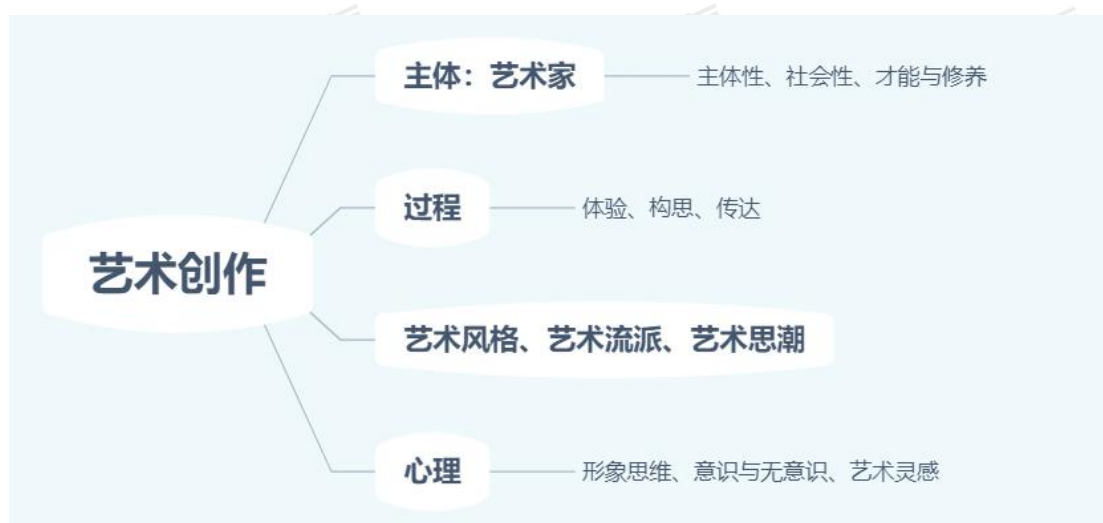 主体：艺术家
主体性、社会性、才能与修养
过程
体验、构思、传达
艺术创作
艺术风格、艺术流派、艺术思潮
心理
形象思维、意识与无意识、艺术灵感